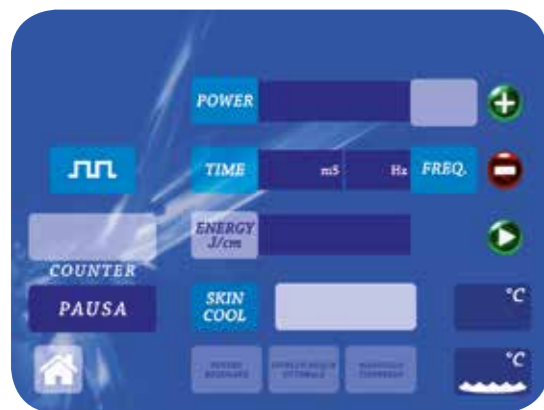 POWER
TIME mS Hz FREQ.
ENERGY
J/cm
COUNTER
PAUSA
SKIN
COOL
°C
°C